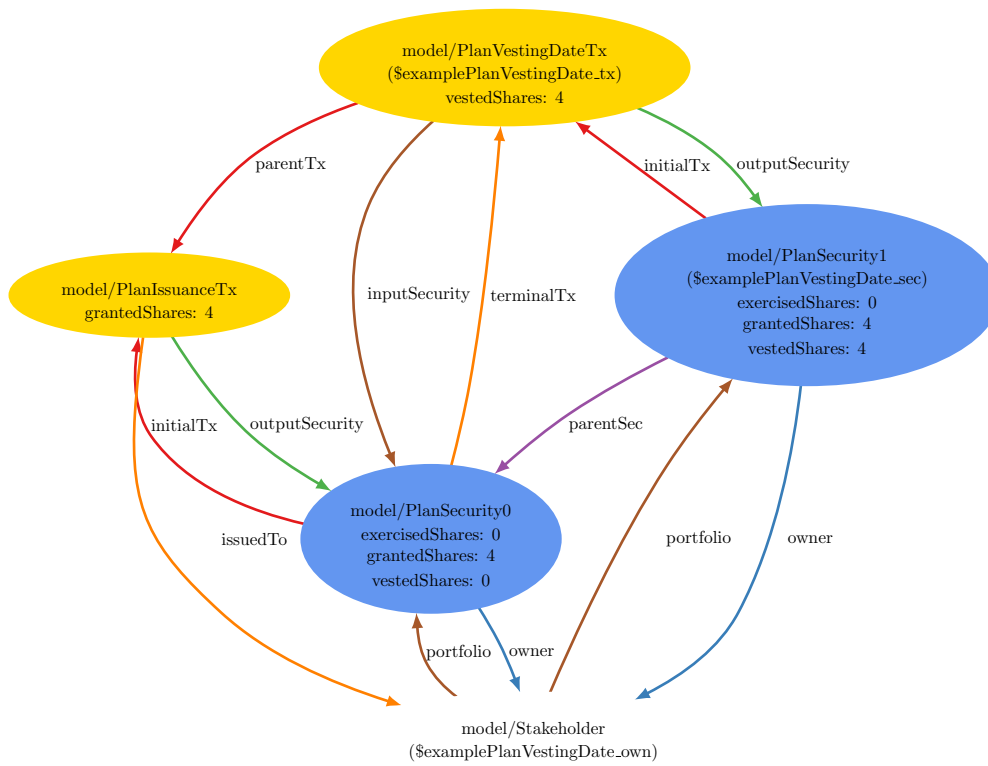 model/PlanVestingDateTx
($examplePlanVestingDate_tx)
vestedShares: 4
parentTx
initialTx
outputSecurity
model/PlanSecurity1
($examplePlanVestingDate_sec)
exercisedShares: 0
grantedShares: 4
vestedShares: 4
model/PlanIssuanceTx
grantedShares: 4
inputSecurity
terminalTx
initialTx
outputSecurity
parentSec
model/PlanSecurity0
exercisedShares: 0
grantedShares: 4
vestedShares: 0
issuedTo
portfolio
owner
portfolio
owner
model/Stakeholder
($examplePlanVestingDate_own)